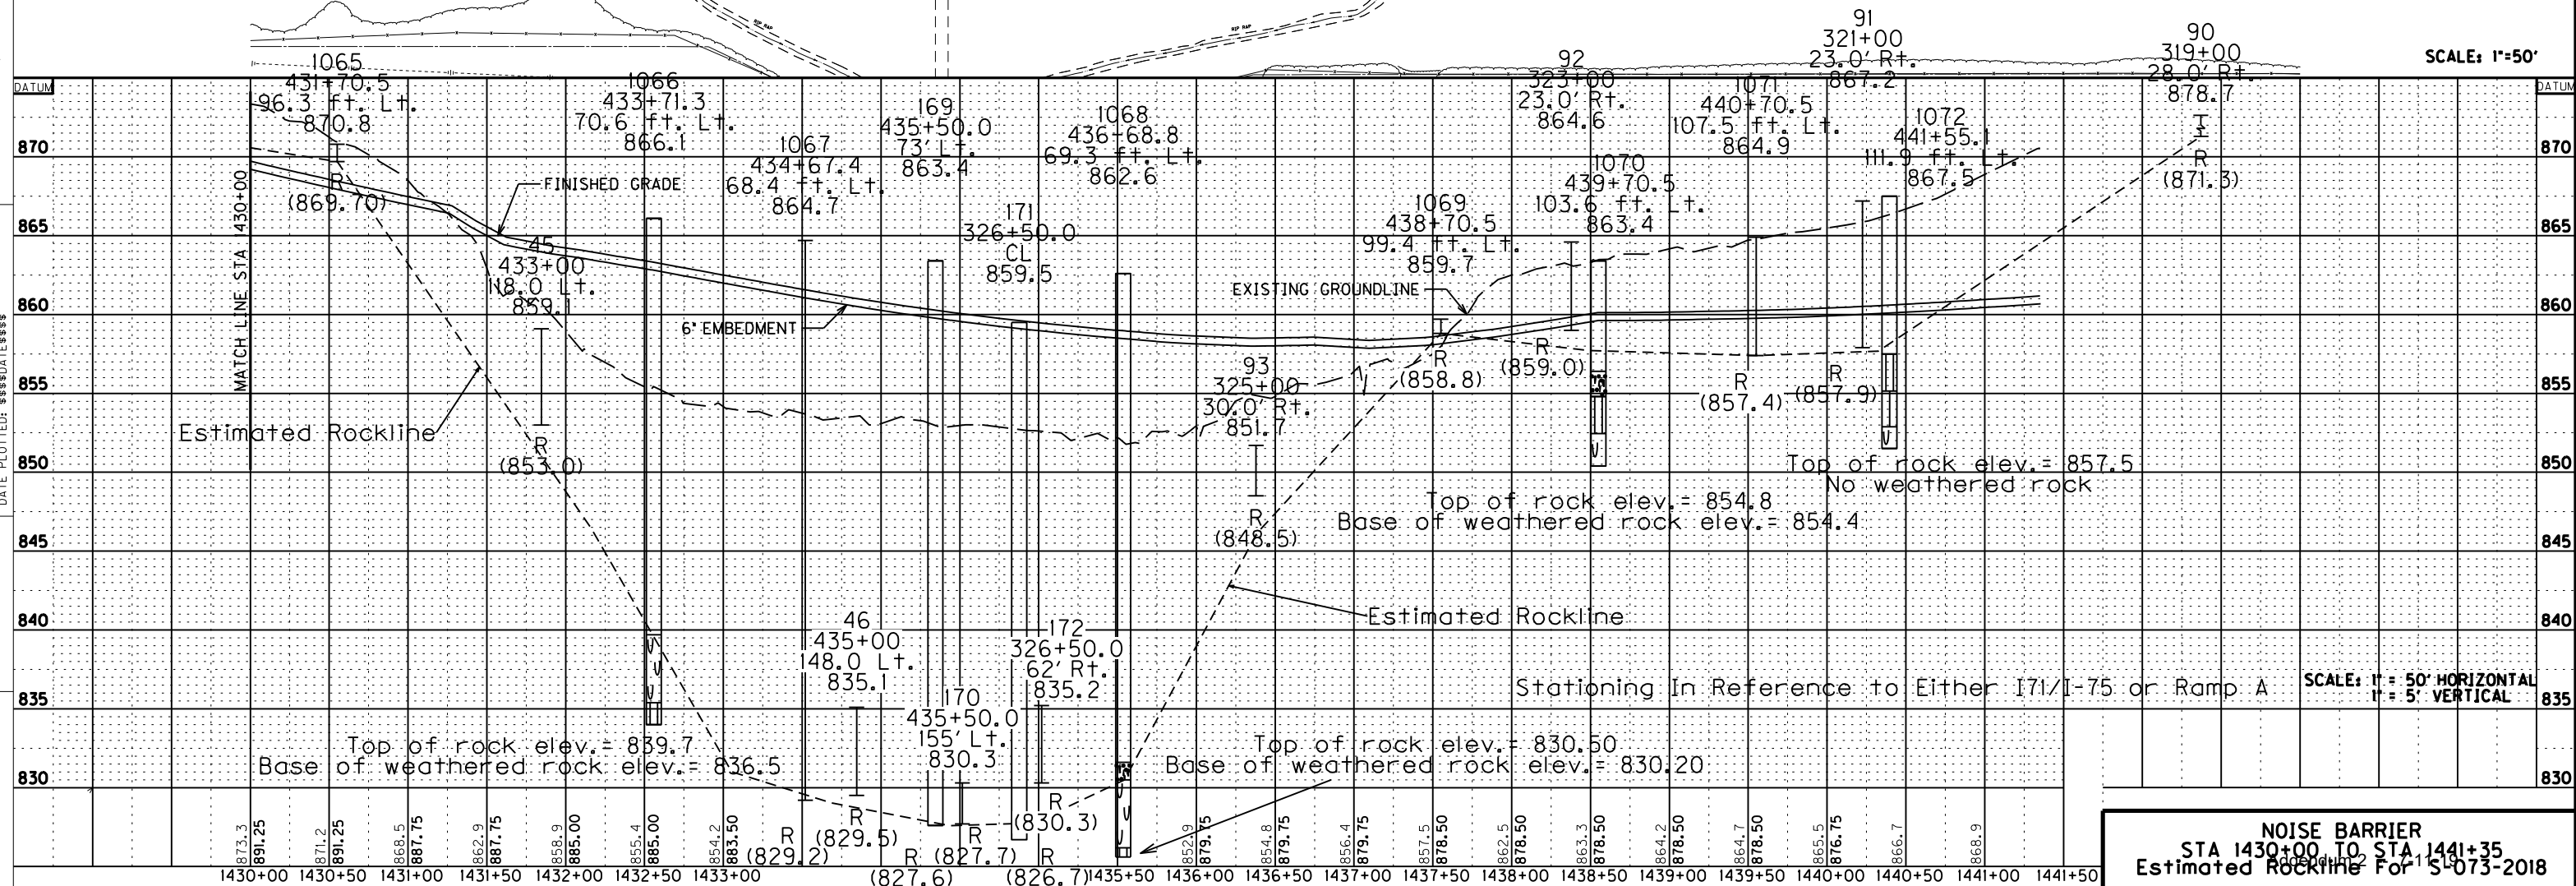 RIP RAP
RIP RAP
SCALE: 1"=50'
DATUM
DATUM
1065
431+70.5
96.3 ft. Lt.
870.8
R
(869.70)
1066
433+71.3
70.6 ft. Lt.
866.1
1067
434+67.4
68.4 ft. Lt.
864.7
169
435+50.0
73' Lt.
863.4
1068
436+68.8
69.3 ft. Lt.
862.6
92
323+00
23.0' Rt.
864.6
91
321+00
23.0' Rt.
867.2
1071
440+70.5
107.5 ft. Lt.
864.9
1072
441+55.1
111.9 ft. Lt.
867.5
90
319+00
28.0' Rt.
878.7
R
(871.3)
1070
439+70.5
103.6 ft. Lt.
863.4
1069
438+70.5
99.4 ft. Lt.
859.7
171
326+50.0
CL
859.5
45
433+00
118.0 Lt.
859.1
R
(853.0)
FINISHED GRADE
6" EMBEDMENT
EXISTING GROUNDLINE
MATCH LINE STA 1430+00
Estimated Rockline
93
325+00
30.0' Rt.
851.7
R
(848.5)
R
(858.8)
R
(859.0)
R
(857.4)
R
(857.9)
Top of rock elev.= 857.5
No weathered rock
Top of rock elev.= 854.8
Base of weathered rock elev.= 854.4
Estimated Rockline
46
435+00
148.0 Lt.
835.1
R
(829.5)
172
326+50.0
62' Rt.
835.2
R
(830.3)
170
435+50.0
155' Lt.
830.3
R
(827.7)
R
(829.2)
R
(827.6)
R
(826.7)
Top of rock elev.= 839.7
Base of weathered rock elev.= 836.5
Top of rock elev.= 830.50
Base of weathered rock elev.= 830.20
Stationing In Reference to Either I71/I-75 or Ramp A
SCALE: 1" = 50' HORIZONTAL
1" = 5' VERTICAL
870
865
860
855
850
845
840
835
830
870
865
860
855
850
845
840
835
830
873.3
891.25
871.2
891.25
868.5
887.75
862.9
887.75
858.9
885.00
855.4
885.00
854.2
883.50
852.9
879.75
854.8
879.75
856.4
879.75
857.5
878.50
862.5
878.50
863.3
878.50
864.2
878.50
864.7
878.50
865.5
876.75
866.7
868.9
1430+00
1430+50
1431+00
1431+50
1432+00
1432+50
1433+00
1435+50
1436+00
1436+50
1437+00
1437+50
1438+00
1438+50
1439+00
1439+50
1440+00
1440+50
1441+00
1441+50
NOISE BARRIER
STA 1430+00 TO STA 1441+35
Estimated Rockline For S-073-2018
DATE PLOTTED: $$$$DATE$$$$